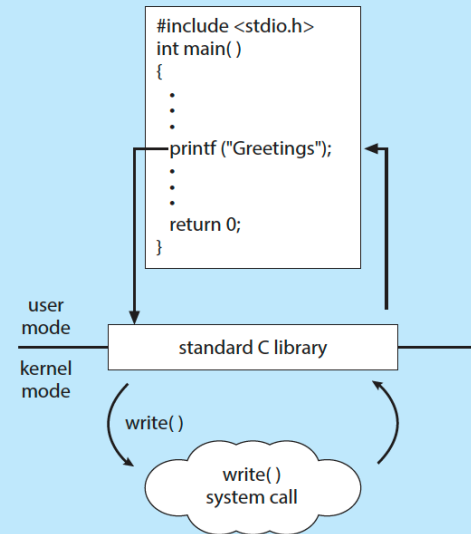 #include <stdio.h>
int main( )
{
•
•
•
printf ("Greetings");
•
•
•
return 0;
}
user
mode
standard C library
kernel
mode
write( )
write( )
system call